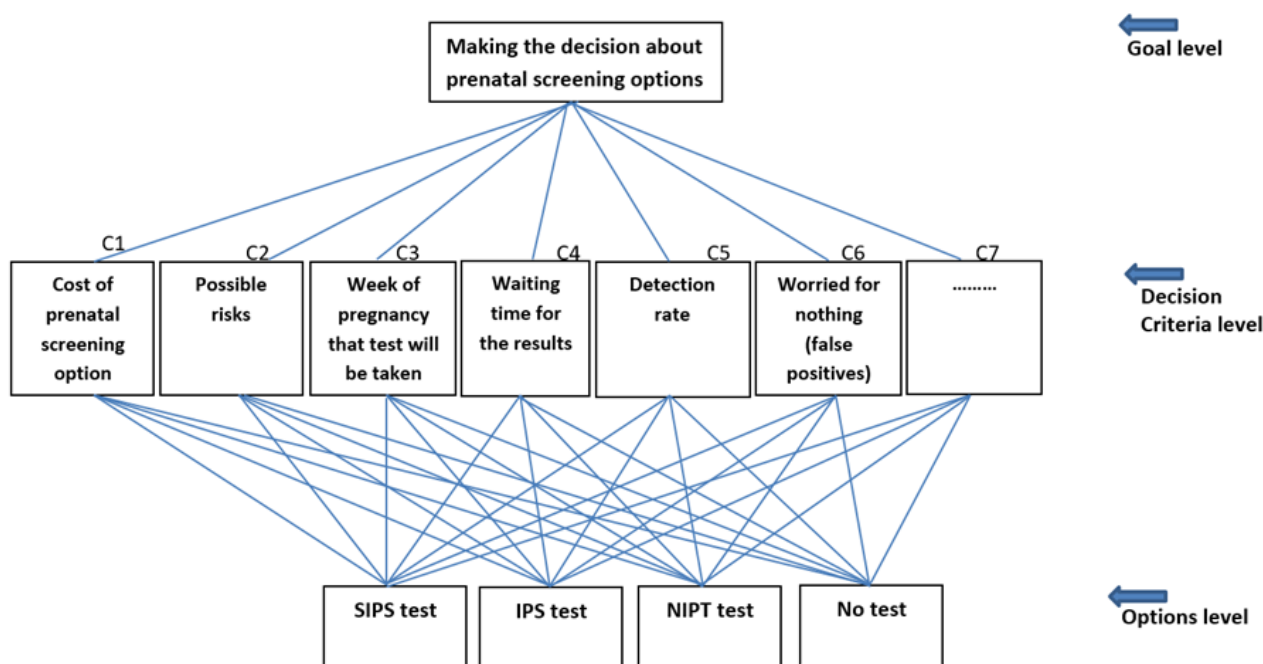 Making the decision about
prenatal screening options
Goal level
C1
C2
C3
C4
C5
C6
C7
Cost of
prenatal
screening
option
Possible
risks
Week of
pregnancy
that test will
be taken
Waiting
time for
the results
Detection
rate
Worried for
nothing
(false
positives)
.........
Decision
Criteria level
SIPS test
IPS test
NIPT test
No test
Options level